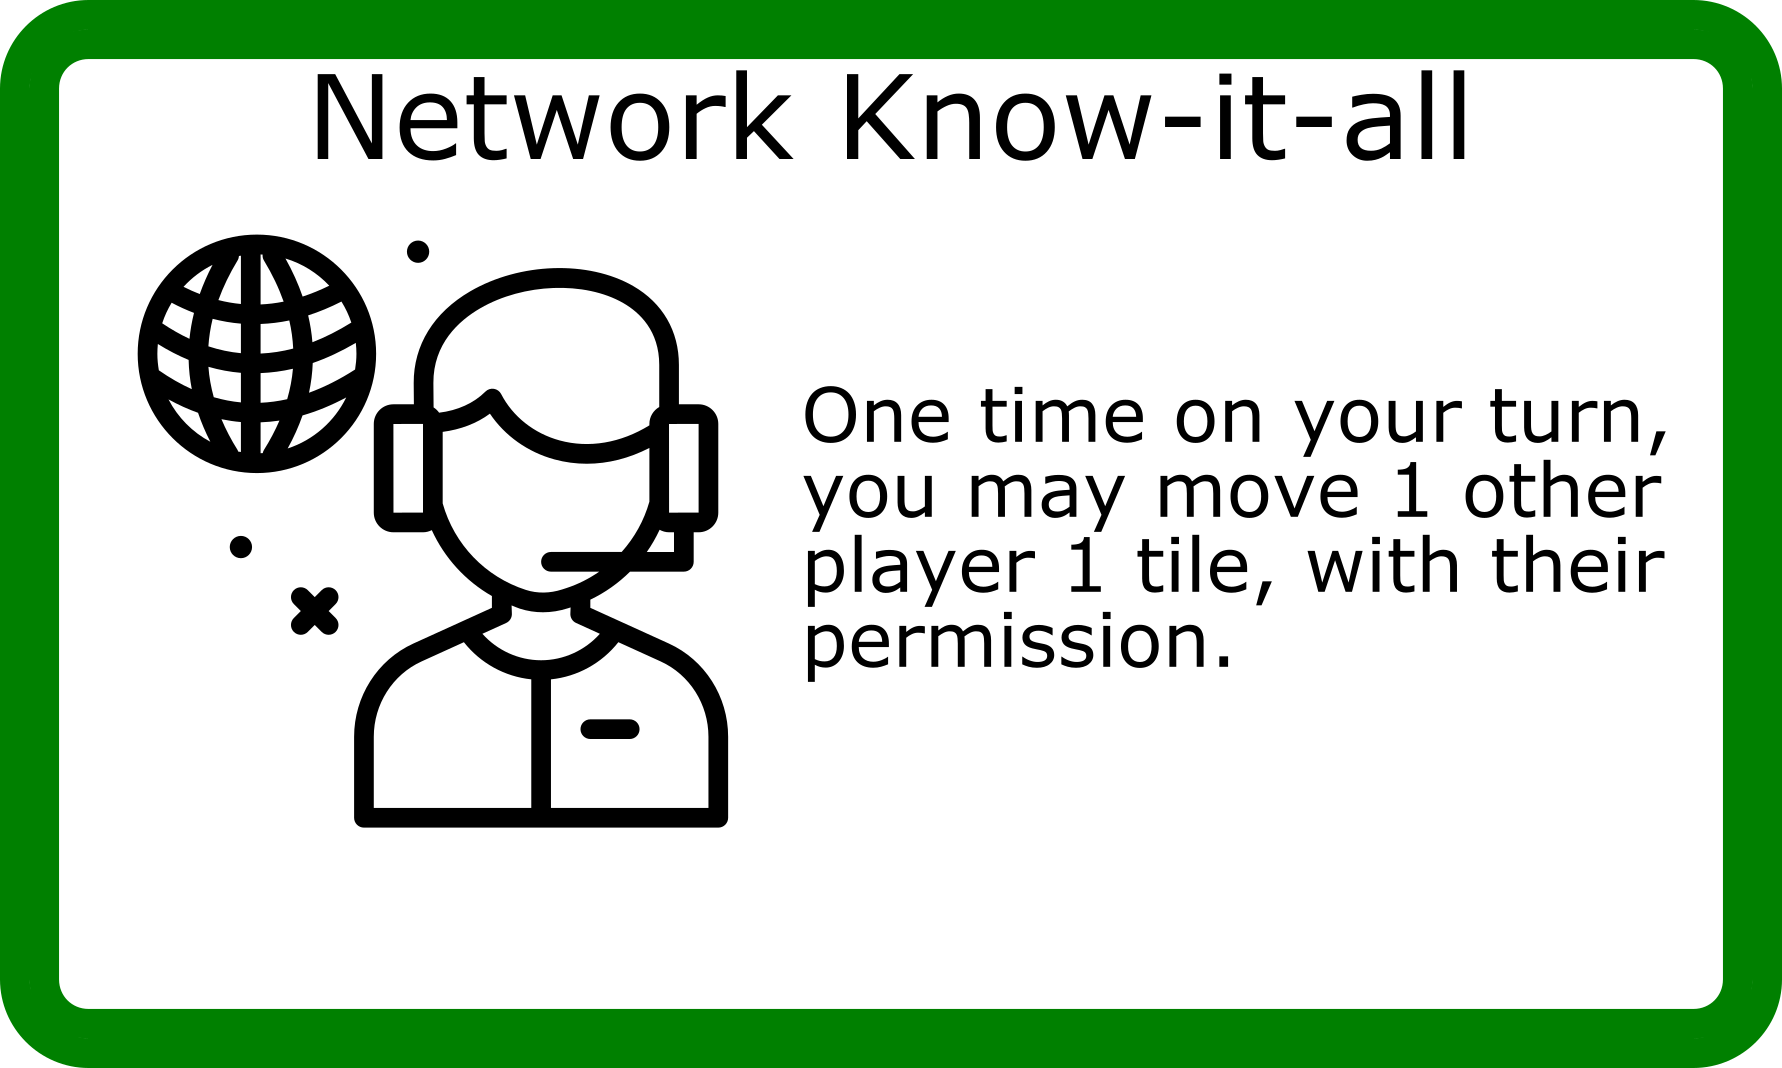 Network Know-it-all
One time on your turn,
you may move 1 other
player 1 tile, with their
permission.